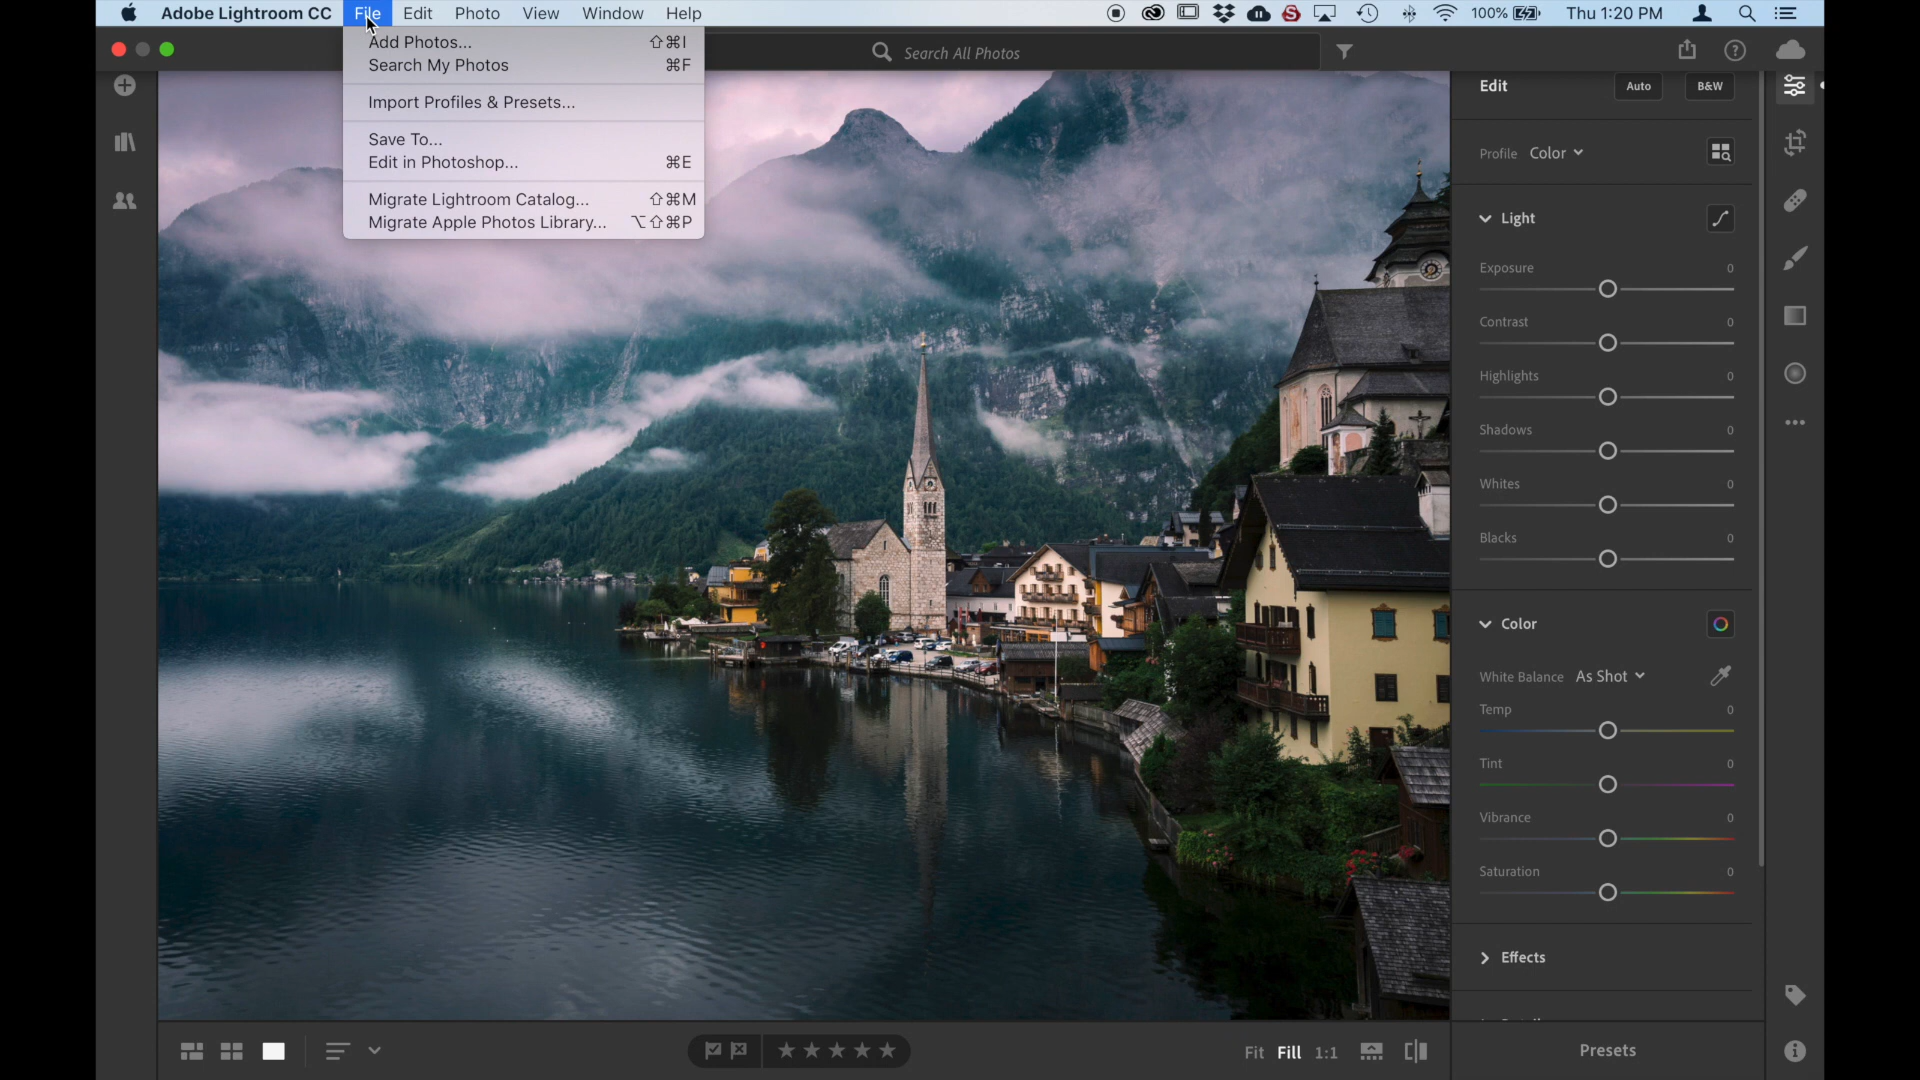 Adobe Lightroom CC File Edit Photo View Window Help 100% Thu 1:20 PM
Add Photos... ⇧⌘I
Search My Photos ⌘F
Import Profiles & Presets...
Save To...
Edit in Photoshop... ⌘E
Migrate Lightroom Catalog... ⇧⌘M
Migrate Apple Photos Library... ⌥⇧⌘P
Search All Photos
Edit Auto B&W
Profile Color
Light
Exposure 0
Contrast 0
Highlights 0
Shadows 0
Whites 0
Blacks 0
Color
White Balance As Shot
Temp 0
Tint 0
Vibrance 0
Saturation 0
Effects
Fit Fill 1:1
Presets